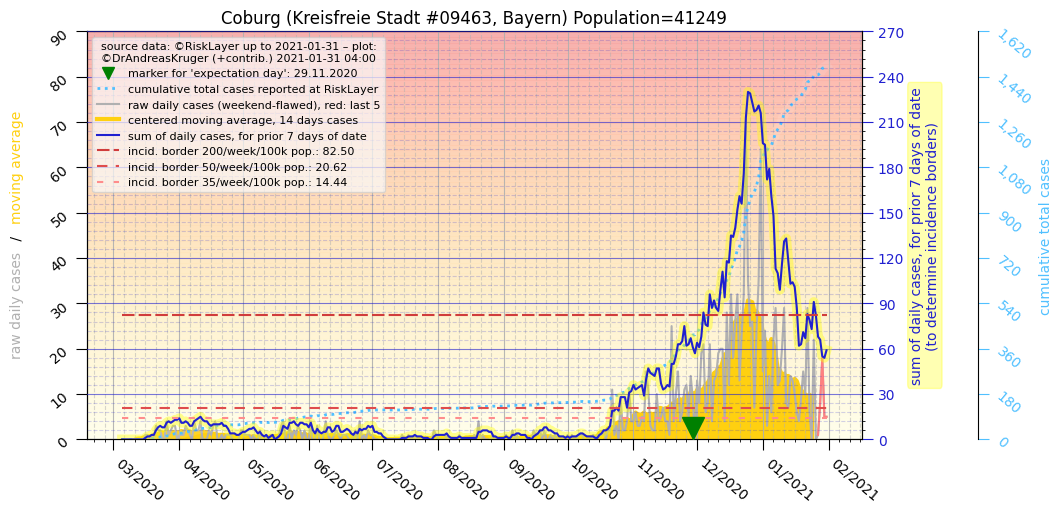 Coburg (Kreisfreie Stadt #09463, Bayern) Population=41249
source data: ©RiskLayer up to 2021-01-31 – plot:
©DrAndreasKruger (+contrib.) 2021-01-31 04:00
marker for 'expectation day': 29.11.2020
cumulative total cases reported at RiskLayer
raw daily cases (weekend-flawed), red: last 5
centered moving average, 14 days cases
sum of daily cases, for prior 7 days of date
incid. border 200/week/100k pop.: 82.50
incid. border 50/week/100k pop.: 20.62
incid. border 35/week/100k pop.: 14.44
raw daily cases / moving average
90
80
70
60
50
40
30
20
10
0
03/2020
04/2020
05/2020
06/2020
07/2020
08/2020
09/2020
10/2020
11/2020
12/2020
01/2021
02/2021
270
240
210
180
150
120
90
60
30
0
sum of daily cases, for prior 7 days of date
(to determine incidence borders)
1,620
1,440
1,260
1,080
900
720
540
360
180
0
cumulative total cases